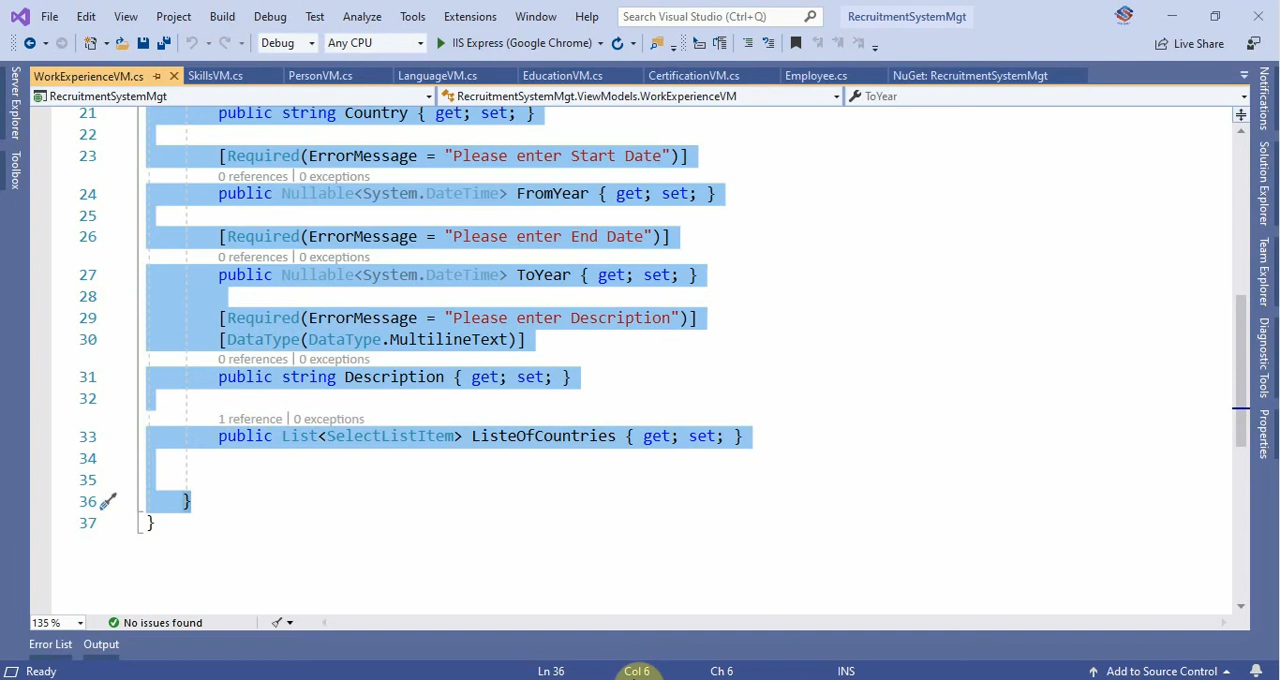 File Edit View Project Build Debug Test Analyze Tools Extensions Window Help Search Visual Studio (Ctrl+Q) RecruitmentSystemMgt
Debug Any CPU IIS Express (Google Chrome) Live Share
WorkExperienceVM.cs SkillsVM.cs PersonVM.cs LanguageVM.cs EducationVM.cs CertificationVM.cs Employee.cs NuGet: RecruitmentSystemMgt
RecruitmentSystemMgt RecruitmentSystemMgt.ViewModels.WorkExperienceVM ToYear
Server Explorer
Toolbox
21 public string Country { get; set; }
22
23 [Required(ErrorMessage = "Please enter Start Date")]
0 references | 0 exceptions
24 public Nullable<System.DateTime> FromYear { get; set; }
25
26 [Required(ErrorMessage = "Please enter End Date")]
0 references | 0 exceptions
27 public Nullable<System.DateTime> ToYear { get; set; }
28
29 [Required(ErrorMessage = "Please enter Description")]
30 [DataType(DataType.MultilineText)]
0 references | 0 exceptions
31 public string Description { get; set; }
32
1 reference | 0 exceptions
33 public List<SelectListItem> ListeOfCountries { get; set; }
34
35
36 }
37 }
Notifications
Solution Explorer
Team Explorer
Diagnostic Tools
Properties
135 % No issues found
Error List Output
Ready Ln 36 Col 6 Ch 6 INS Add to Source Control